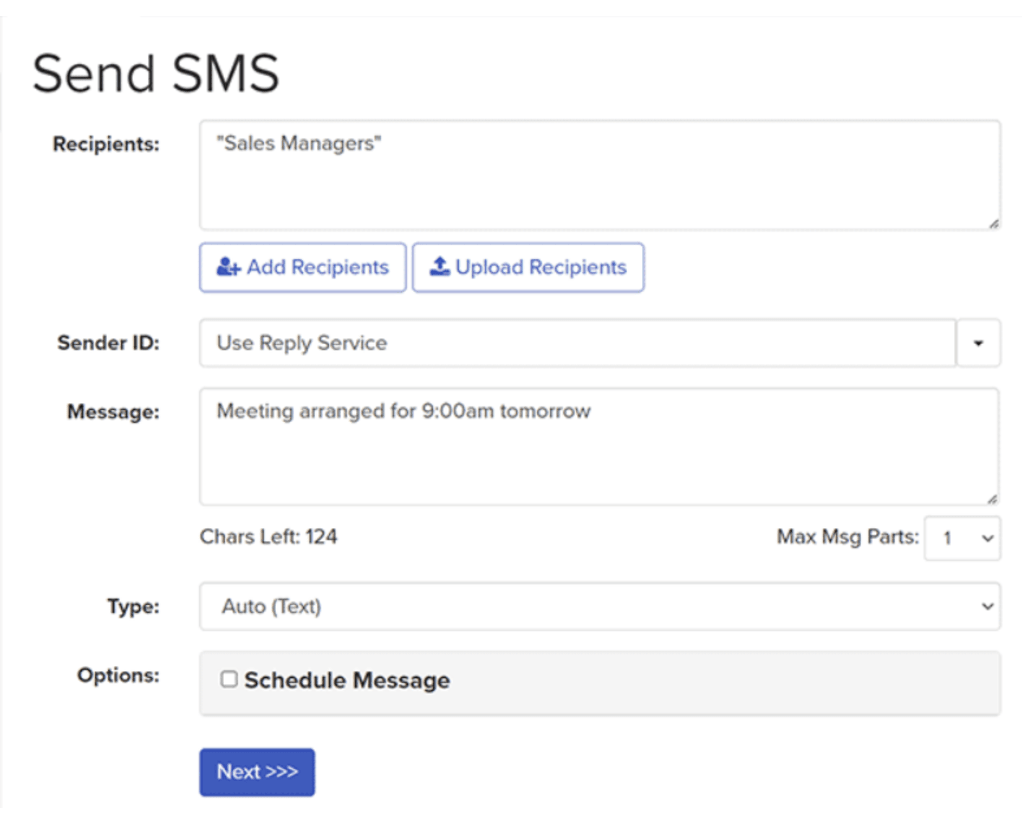 Send SMS
Recipients:
"Sales Managers"
Add Recipients
Upload Recipients
Sender ID:
Use Reply Service
Message:
Meeting arranged for 9:00am tomorrow
Chars Left: 124
Max Msg Parts:
1
Type:
Auto (Text)
Options:
Schedule Message
Next >>>